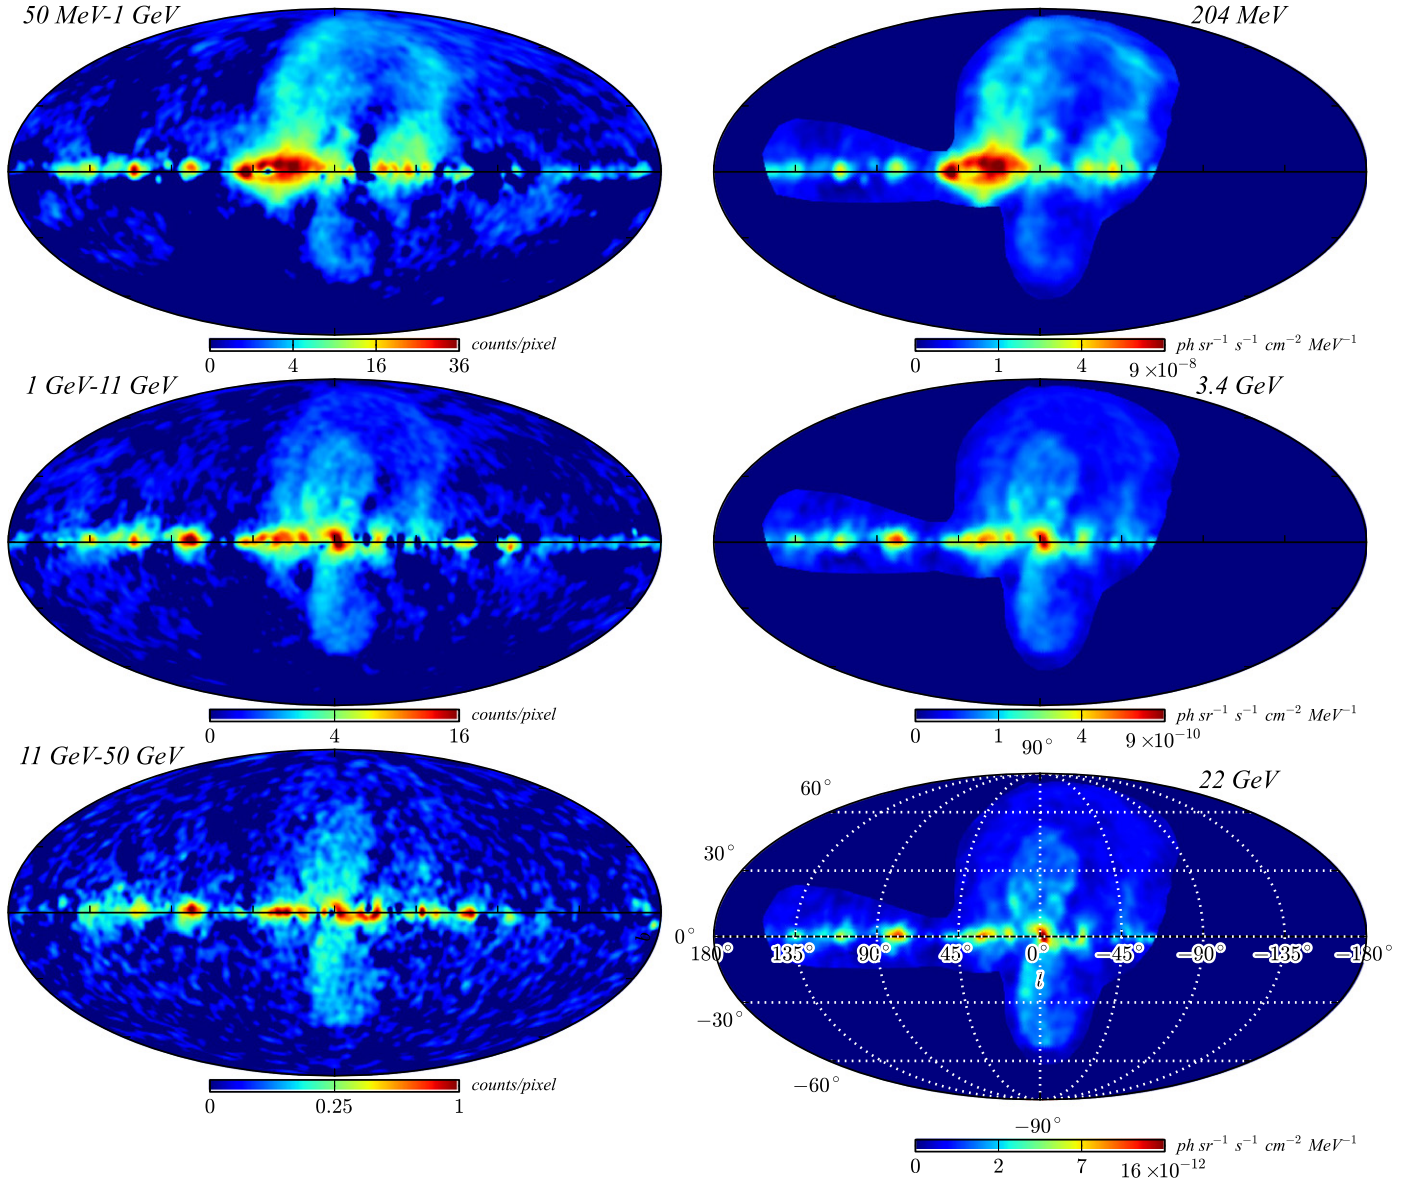 50 MeV-1 GeV
204 MeV
0 4 16 36 counts/pixel
0 1 4 9 ×10⁻⁸ ph sr⁻¹ s⁻¹ cm⁻² MeV⁻¹
1 GeV-11 GeV
3.4 GeV
0 4 16 counts/pixel
0 1 4 9 ×10⁻¹⁰ ph sr⁻¹ s⁻¹ cm⁻² MeV⁻¹
11 GeV-50 GeV
90°
22 GeV
60°
30°
0°
180° 135° 90° 45° 0° −45° −90° −135° −180°
−30°
−60°
−90°
0 0.25 1 counts/pixel
0 2 7 16 ×10⁻¹² ph sr⁻¹ s⁻¹ cm⁻² MeV⁻¹